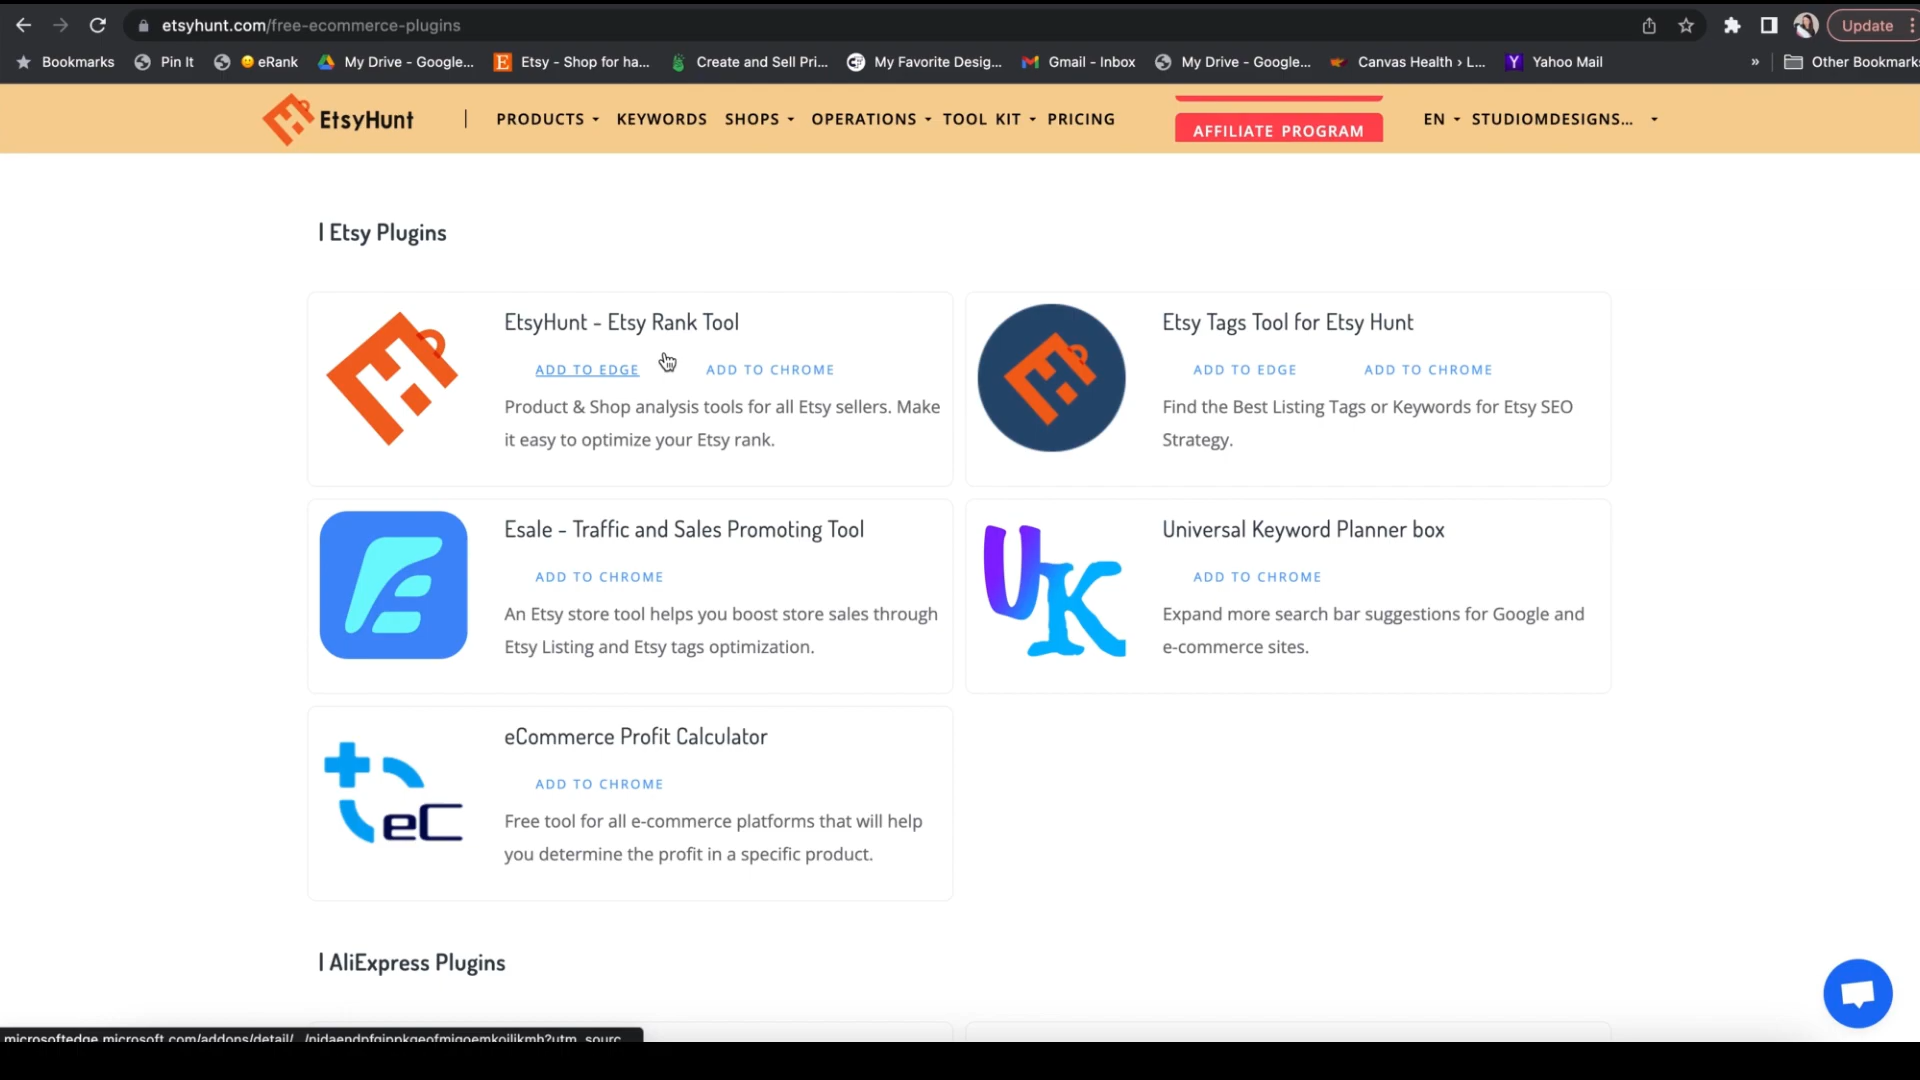 etsyhunt.com/free-ecommerce-plugins
Update
Bookmarks Pin It eRank My Drive - Google... Etsy - Shop for ha... Create and Sell Pri... My Favorite Desig... Gmail - Inbox My Drive - Google... Canvas Health › L... Yahoo Mail » Other Bookmarks
EtsyHunt | PRODUCTS KEYWORDS SHOPS OPERATIONS TOOL KIT PRICING AFFILIATE PROGRAM EN STUDIOMDESIGNS...
| Etsy Plugins
EtsyHunt - Etsy Rank Tool
ADD TO EDGE ADD TO CHROME
Product & Shop analysis tools for all Etsy sellers. Make
it easy to optimize your Etsy rank.
Etsy Tags Tool for Etsy Hunt
ADD TO EDGE ADD TO CHROME
Find the Best Listing Tags or Keywords for Etsy SEO
Strategy.
Esale - Traffic and Sales Promoting Tool
ADD TO CHROME
An Etsy store tool helps you boost store sales through
Etsy Listing and Etsy tags optimization.
UK
Universal Keyword Planner box
ADD TO CHROME
Expand more search bar suggestions for Google and
e-commerce sites.
eC
eCommerce Profit Calculator
ADD TO CHROME
Free tool for all e-commerce platforms that will help
you determine the profit in a specific product.
| AliExpress Plugins